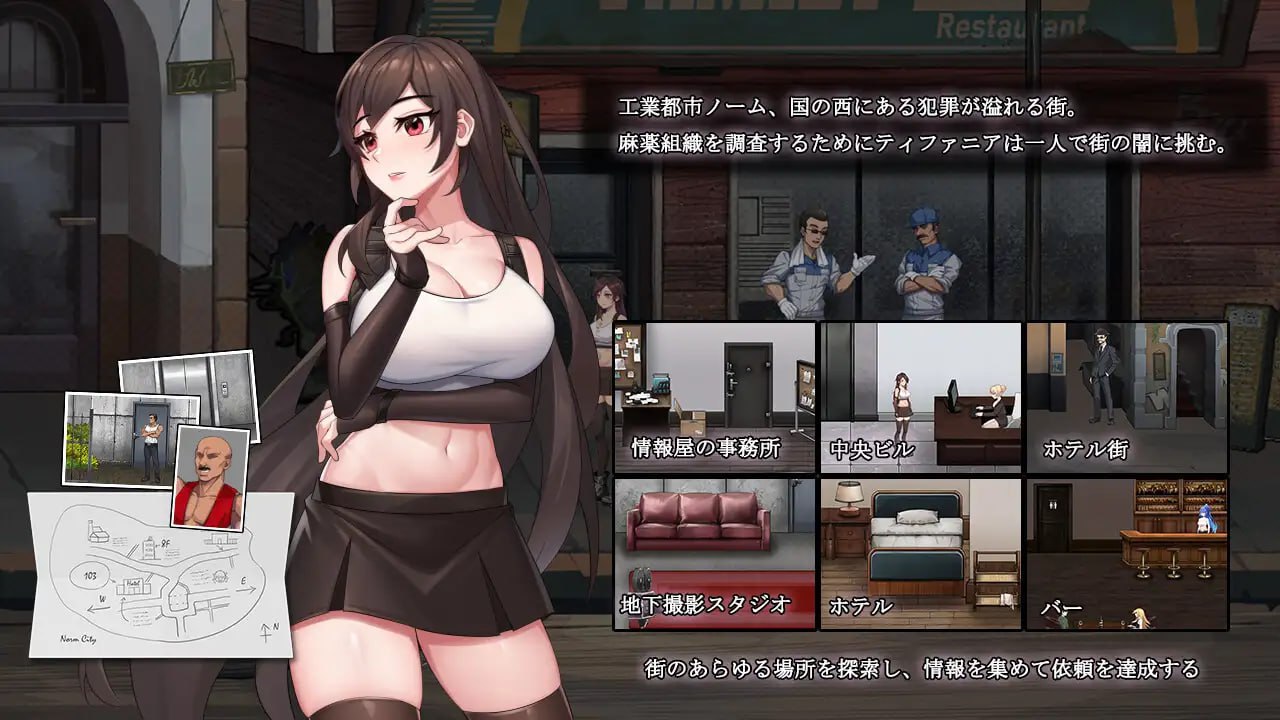 Restaurant
工業都市ノーム、国の西にある犯罪が溢れる街。
麻薬組織を調査するためにティファニアは一人で街の闇に挑む。
情報屋の事務所
中央ビル
ホテル街
地下撮影スタジオ
ホテル
バー
8F
103
Hotel
E
W
N
Norm City
街のあらゆる場所を探索し、情報を集めて依頼を達成する